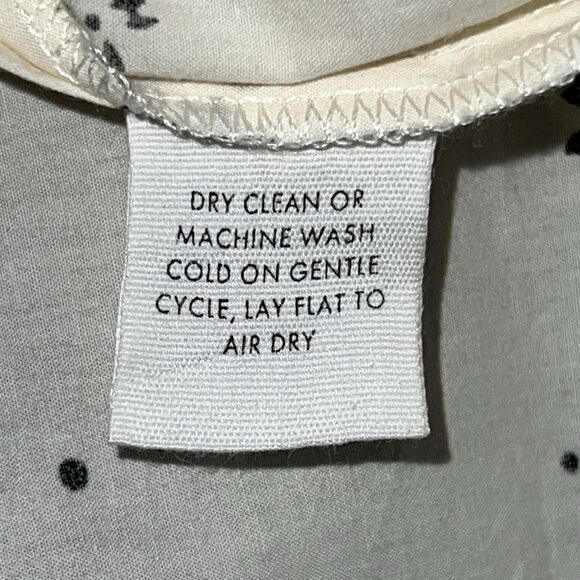 DRY CLEAN OR
MACHINE WASH
COLD ON GENTLE
CYCLE, LAY FLAT TO
AIR DRY